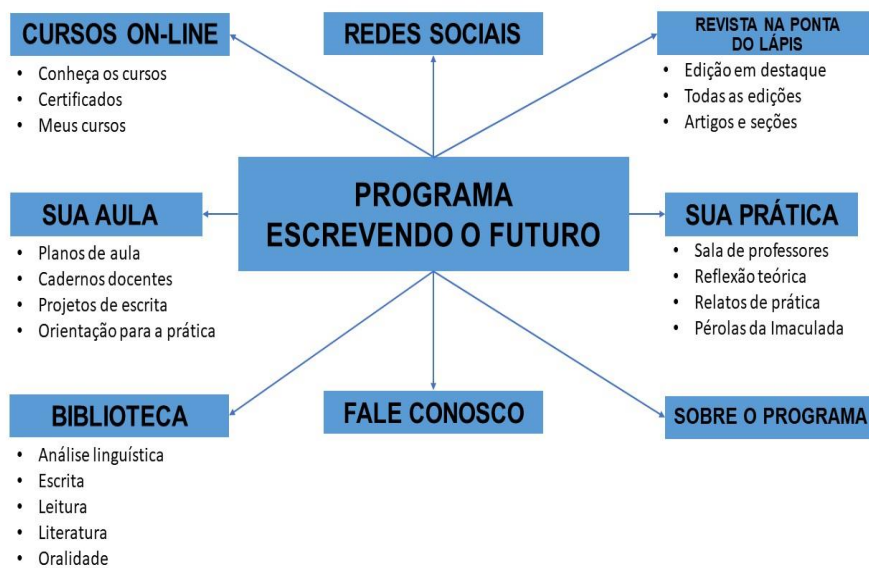 CURSOS ON-LINE
• Conheça os cursos
• Certificados
• Meus cursos
REDES SOCIAIS
REVISTA NA PONTA
DO LÁPIS
• Edição em destaque
• Todas as edições
• Artigos e seções
PROGRAMA
ESCREVENDO O FUTURO
SUA AULA
• Planos de aula
• Cadernos docentes
• Projetos de escrita
• Orientação para a prática
SUA PRÁTICA
• Sala de professores
• Reflexão teórica
• Relatos de prática
• Pérolas da Imaculada
BIBLIOTECA
• Análise linguística
• Escrita
• Leitura
• Literatura
• Oralidade
FALE CONOSCO
SOBRE O PROGRAMA